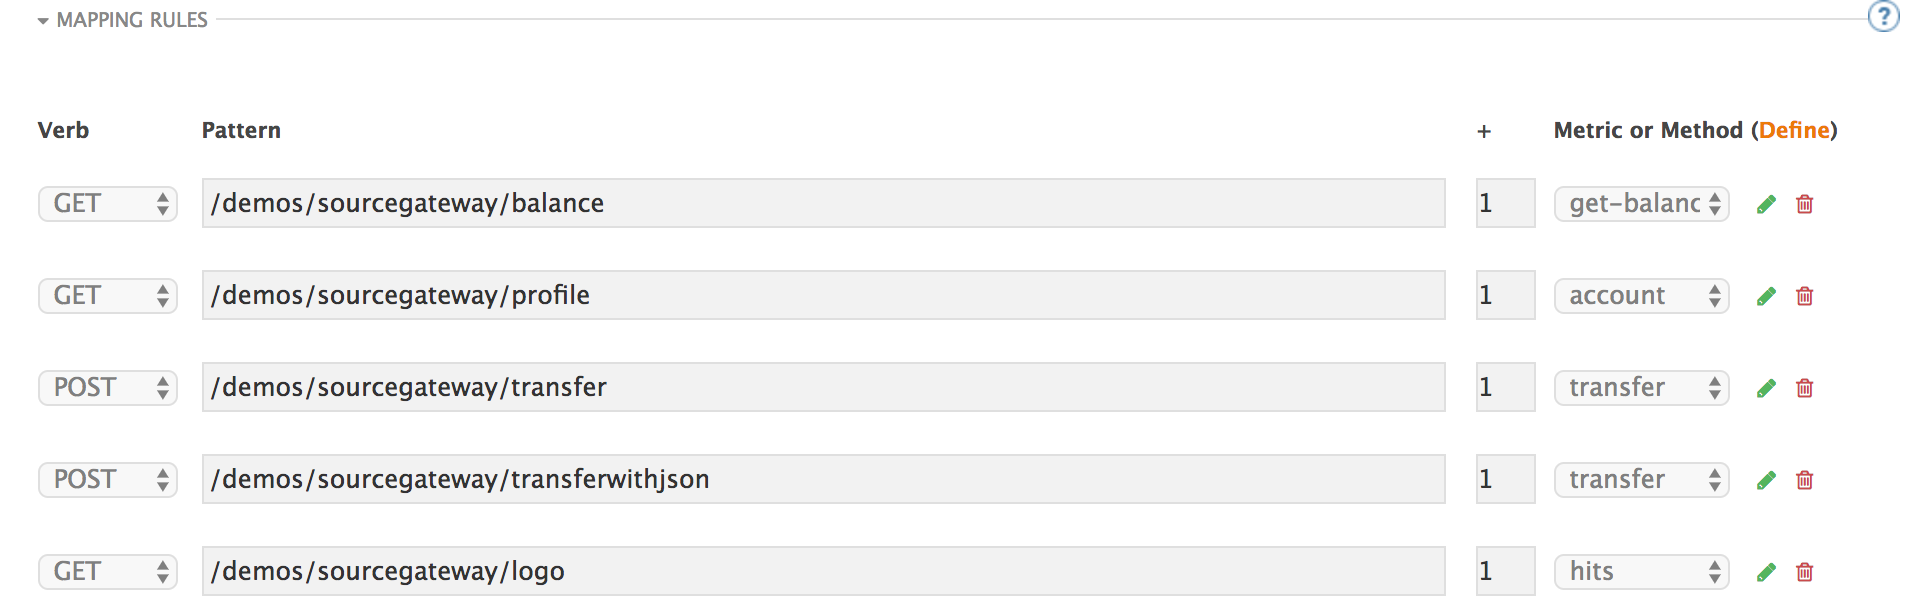 MAPPING RULES ?
Verb Pattern + Metric or Method (Define)
GET /demos/sourcegateway/balance 1 get-balanc
GET /demos/sourcegateway/profile 1 account
POST /demos/sourcegateway/transfer 1 transfer
POST /demos/sourcegateway/transferwithjson 1 transfer
GET /demos/sourcegateway/logo 1 hits